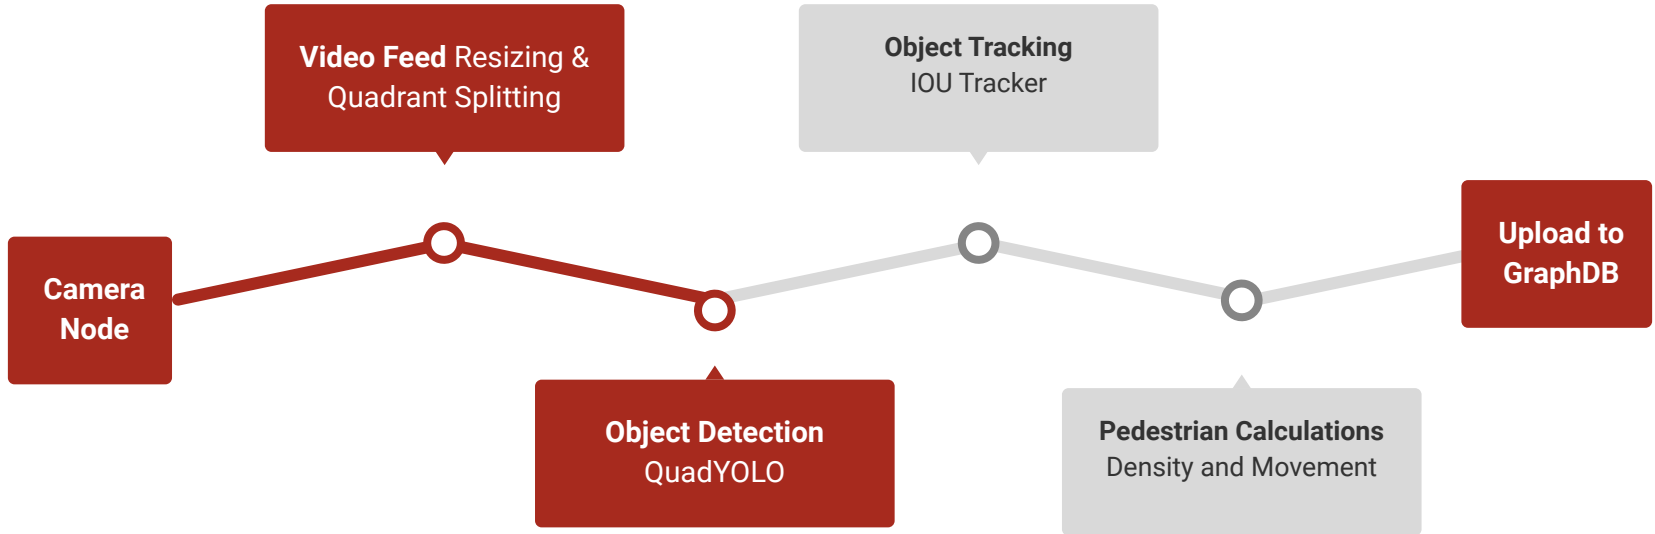 Camera
Node
Video Feed Resizing &
Quadrant Splitting
Object Detection
QuadYOLO
Object Tracking
IOU Tracker
Pedestrian Calculations
Density and Movement
Upload to
GraphDB